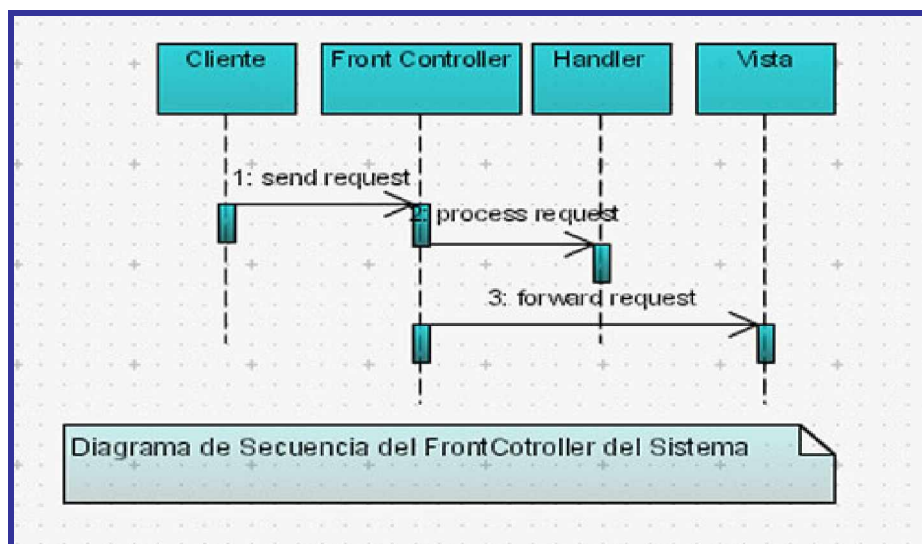 Cliente
Front Controller
Handler
Vista
1: send request
2: process request
3: forward request
Diagrama de Secuencia del FrontCotroller del Sistema